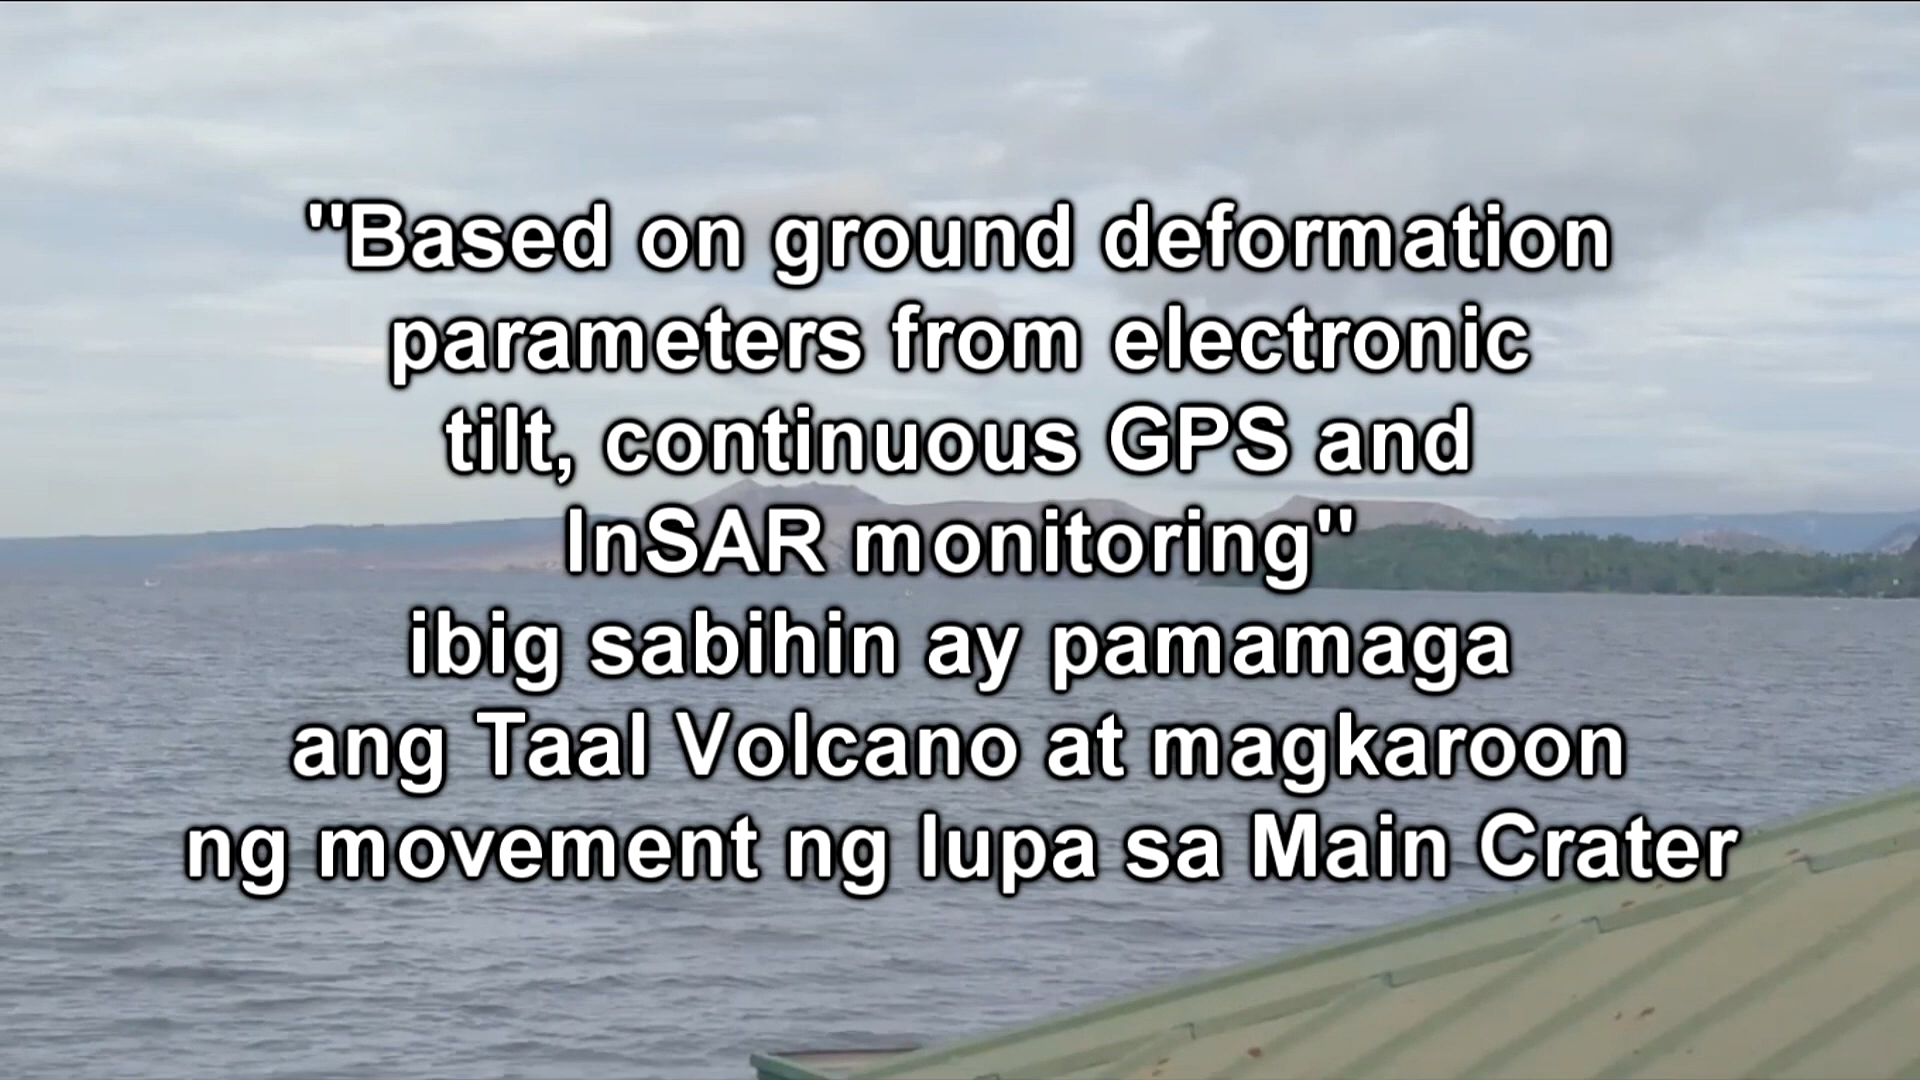 "Based on ground deformation
parameters from electronic
tilt, continuous GPS and
InSAR monitoring"
ibig sabihin ay pamamaga
ang Taal Volcano at magkaroon
ng movement ng lupa sa Main Crater